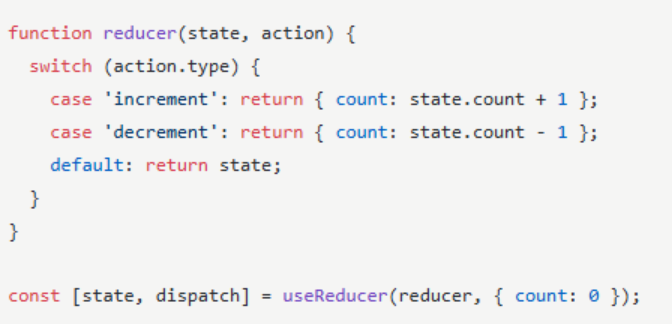 function reducer(state, action) {
  switch (action.type) {
    case 'increment': return { count: state.count + 1 };
    case 'decrement': return { count: state.count - 1 };
    default: return state;
  }
}

const [state, dispatch] = useReducer(reducer, { count: 0 });